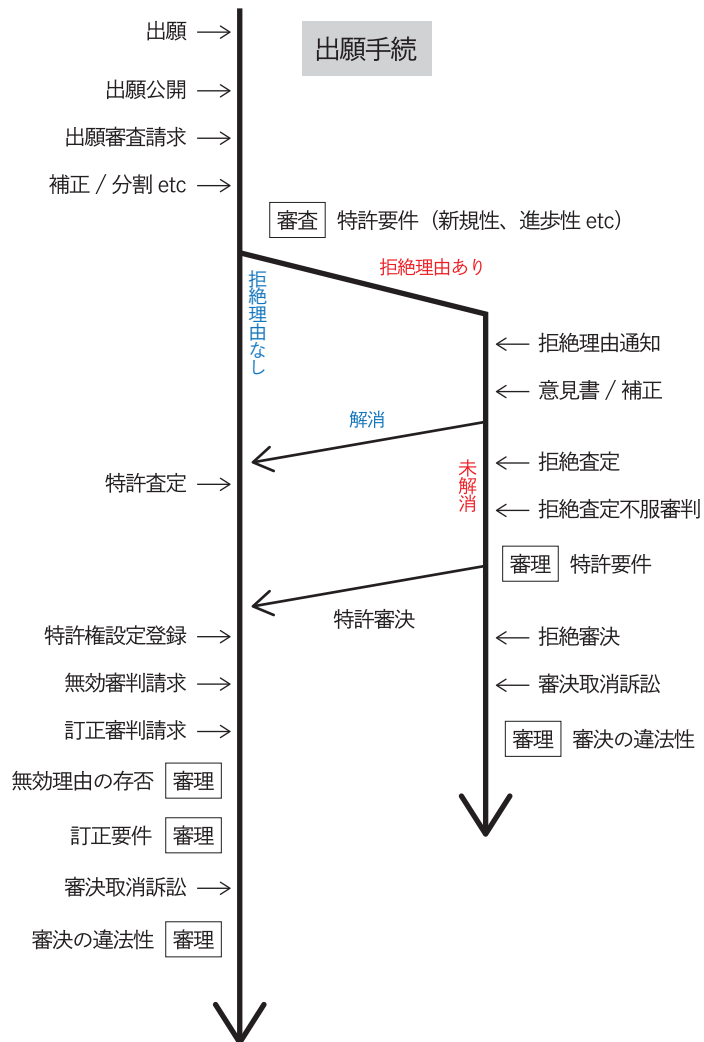 出願
出願手続
出願公開
出願審査請求
補正 / 分割 etc
審査 特許要件（新規性、進歩性 etc）
拒絶理由あり
拒絶理由なし
拒絶理由通知
意見書 / 補正
解消
未解消
拒絶査定
特許査定
拒絶査定不服審判
審理 特許要件
特許審決
特許権設定登録
拒絶審決
無効審判請求
審決取消訴訟
訂正審判請求
審理 審決の違法性
無効理由の存否 審理
訂正要件 審理
審決取消訴訟
審決の違法性 審理